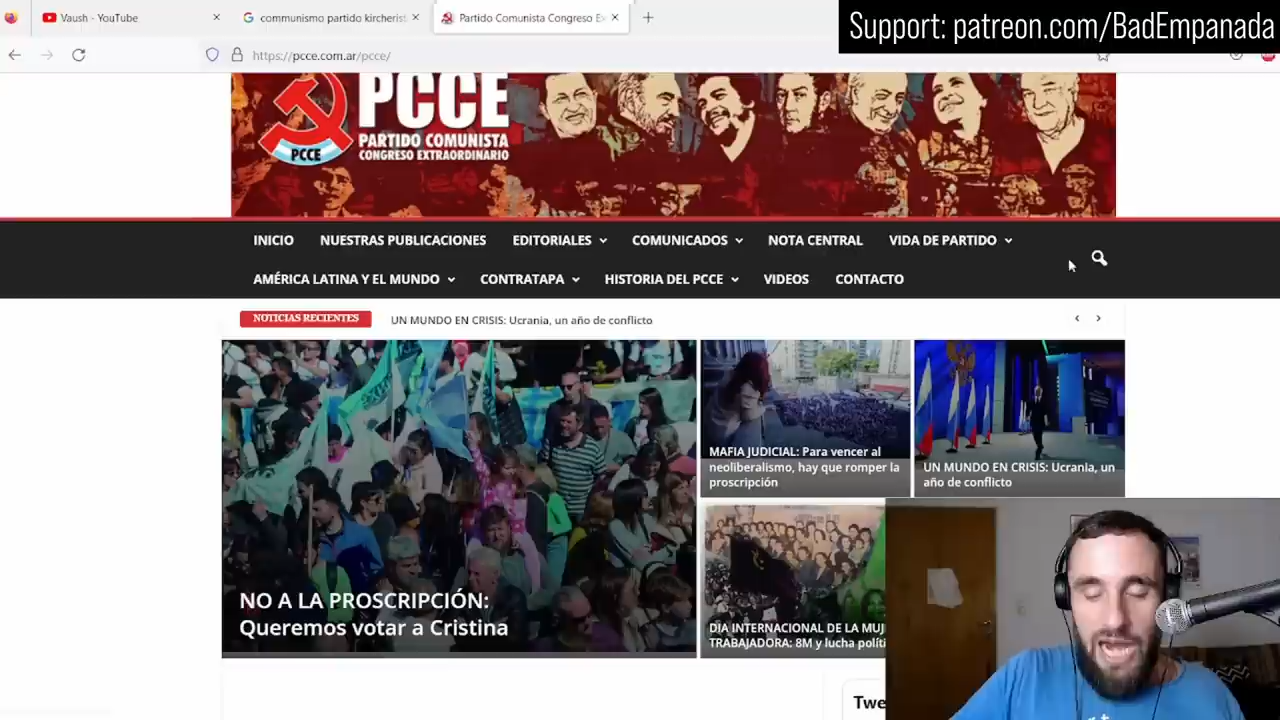 Vaush - YouTube
communismo partido kircherist
Partido Comunista Congreso Ex
Support: patreon.com/BadEmpanada
https://pcce.com.ar/pcce/
PCCE
PARTIDO COMUNISTA
CONGRESO EXTRAORDINARIO
PCCE
INICIO NUESTRAS PUBLICACIONES EDITORIALES COMUNICADOS NOTA CENTRAL VIDA DE PARTIDO
AMÉRICA LATINA Y EL MUNDO CONTRATAPA HISTORIA DEL PCCE VIDEOS CONTACTO
NOTICIAS RECIENTES UN MUNDO EN CRISIS: Ucrania, un año de conflicto
NO A LA PROSCRIPCIÓN:
Queremos votar a Cristina
MAFIA JUDICIAL: Para vencer al
neoliberalismo, hay que romper la
proscripción
UN MUNDO EN CRISIS: Ucrania, un
año de conflicto
DÍA INTERNACIONAL DE LA MUJ
TRABAJADORA: 8M y lucha políti
Twe